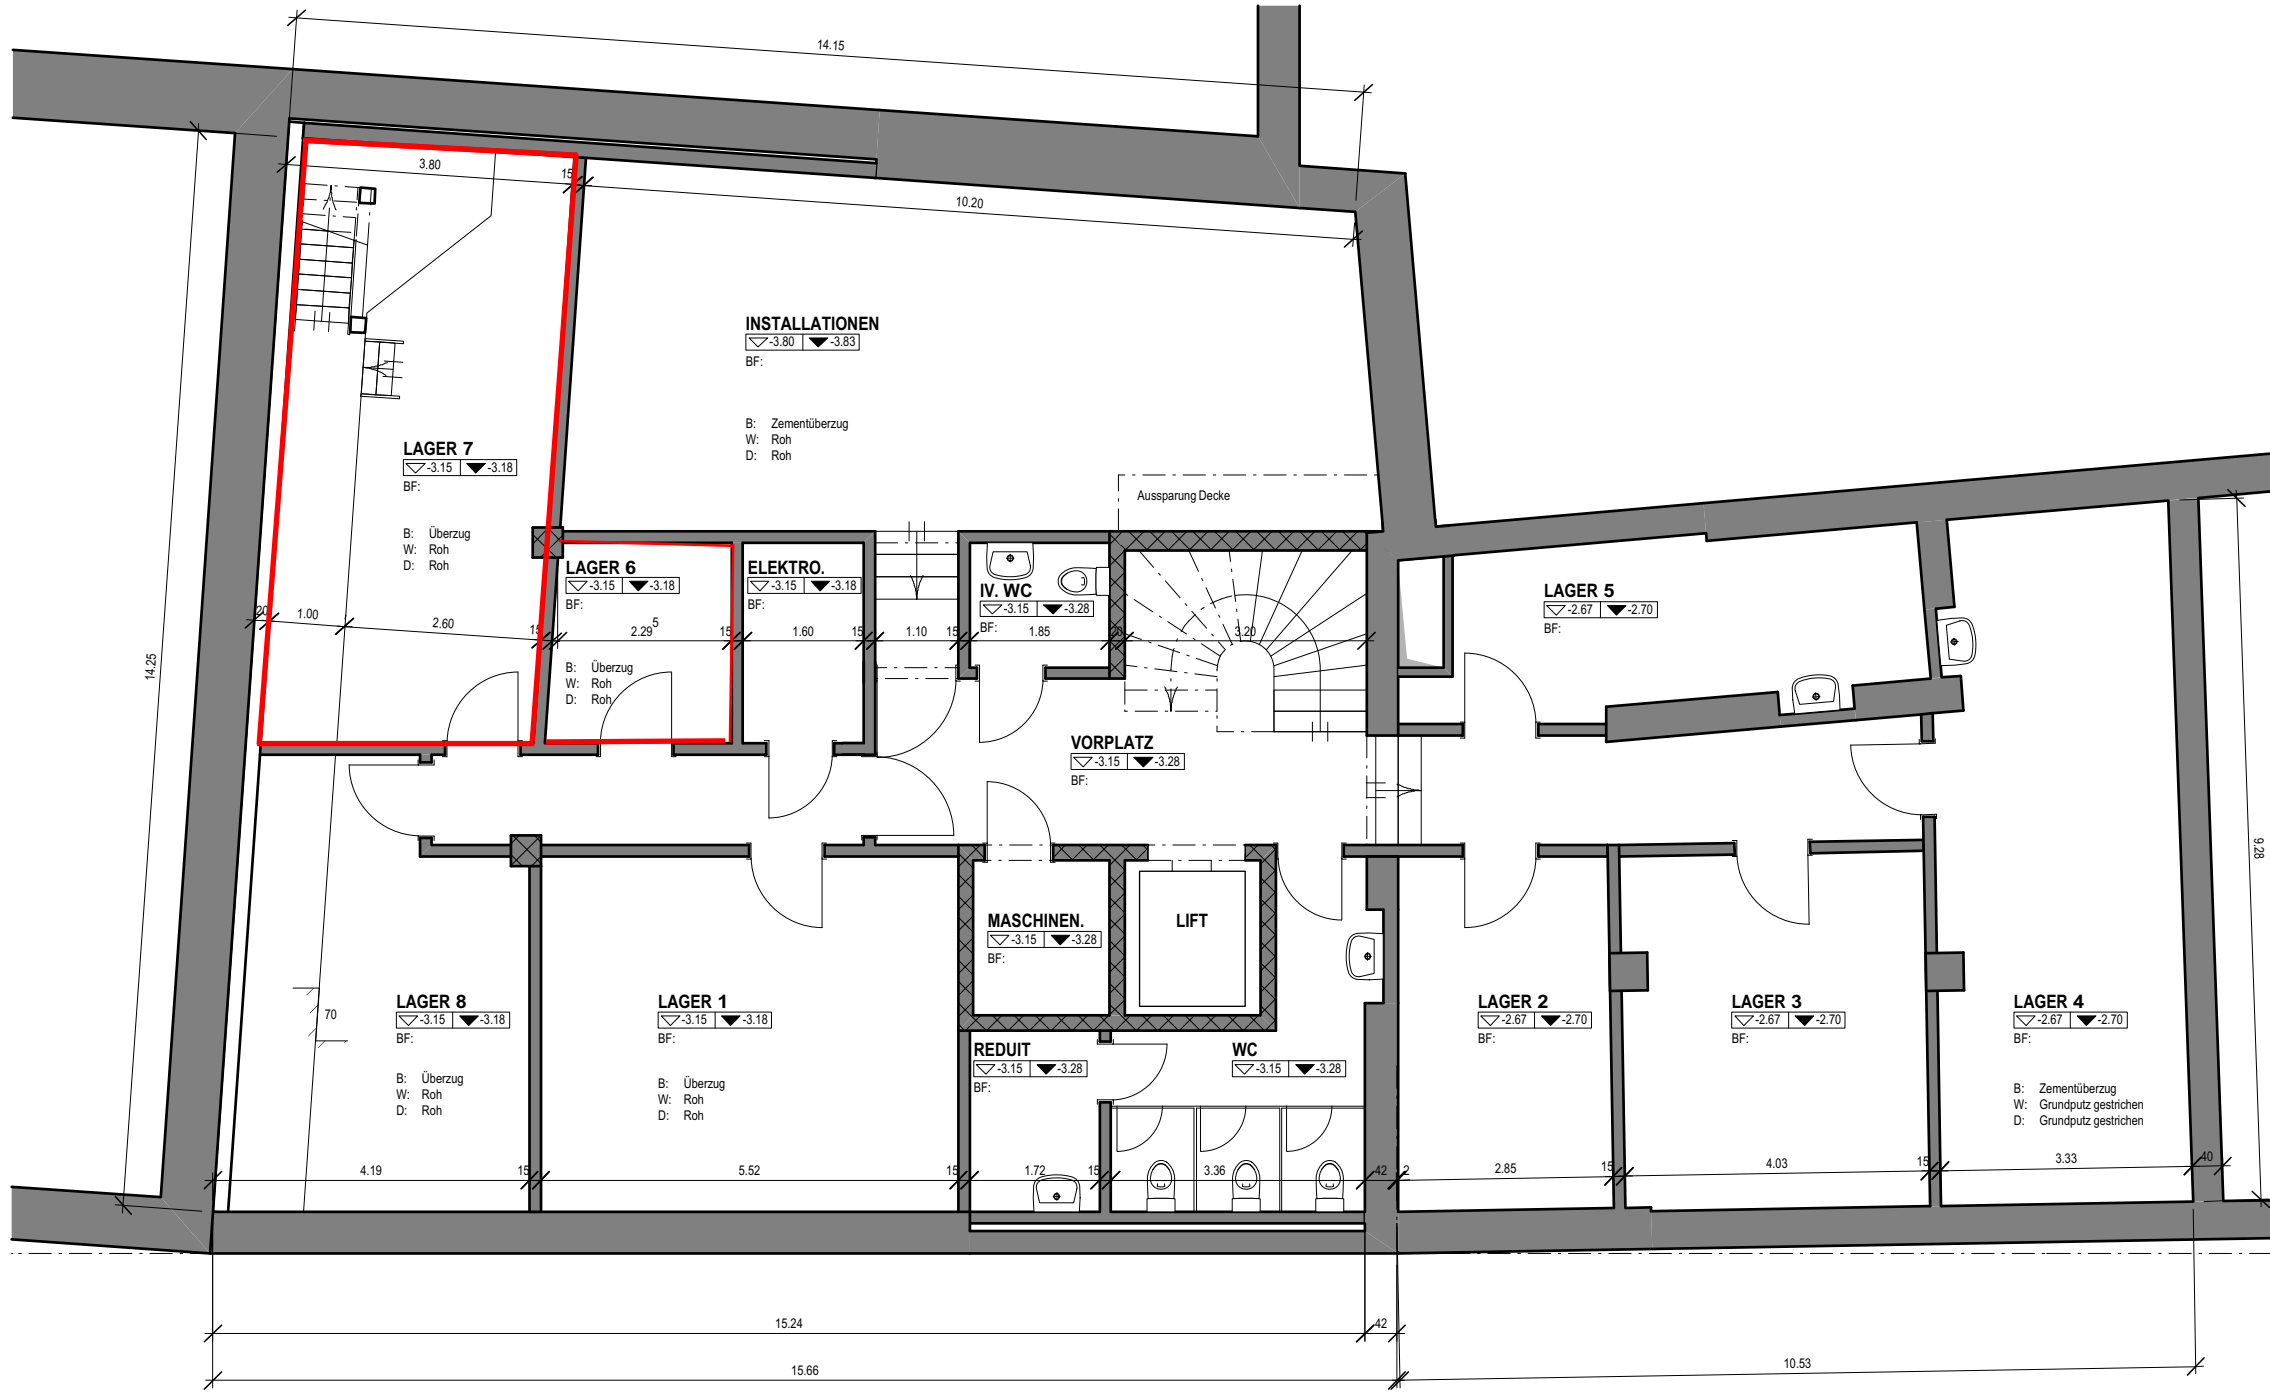 14.15
3.80
15
10.20
INSTALLATIONEN
-3.80 -3.83
BF:
B: Zementüberzug
W: Roh
D: Roh
LAGER 7
-3.15 -3.18
BF:
B: Überzug
W: Roh
D: Roh
Aussparung Decke
LAGER 6
-3.15 -3.18
BF:
B: Überzug
W: Roh
D: Roh
ELEKTRO.
-3.15 -3.18
BF:
IV. WC
-3.15 -3.28
BF:
LAGER 5
-2.67 -2.70
BF:
20
1.00
2.60
15
2.29
5
15
1.60
15
1.10
15
1.85
20
3.20
14.25
VORPLATZ
-3.15 -3.28
BF:
9.28
MASCHINEN.
-3.15 -3.28
BF:
LIFT
LAGER 8
-3.15 -3.18
BF:
B: Überzug
W: Roh
D: Roh
70
LAGER 1
-3.15 -3.18
BF:
B: Überzug
W: Roh
D: Roh
REDUIT
-3.15 -3.28
BF:
WC
-3.15 -3.28
LAGER 2
-2.67 -2.70
BF:
LAGER 3
-2.67 -2.70
BF:
LAGER 4
-2.67 -2.70
BF:
B: Zementüberzug
W: Grundputz gestrichen
D: Grundputz gestrichen
4.19
15
5.52
15
1.72
15
3.36
42
2
2.85
15
4.03
15
3.33
40
15.24
42
15.66
10.53